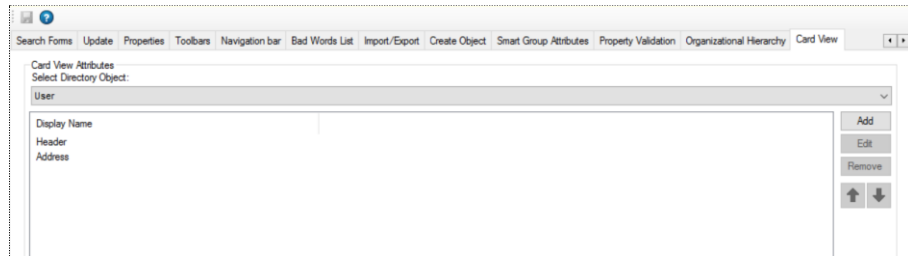 Search Forms Update Properties Toolbars Navigation bar Bad Words List Import/Export Create Object Smart Group Attributes Property Validation Organizational Hierarchy Card View
Card View Attributes
Select Directory Object:
User
Display Name
Header
Address
Add
Edit
Remove